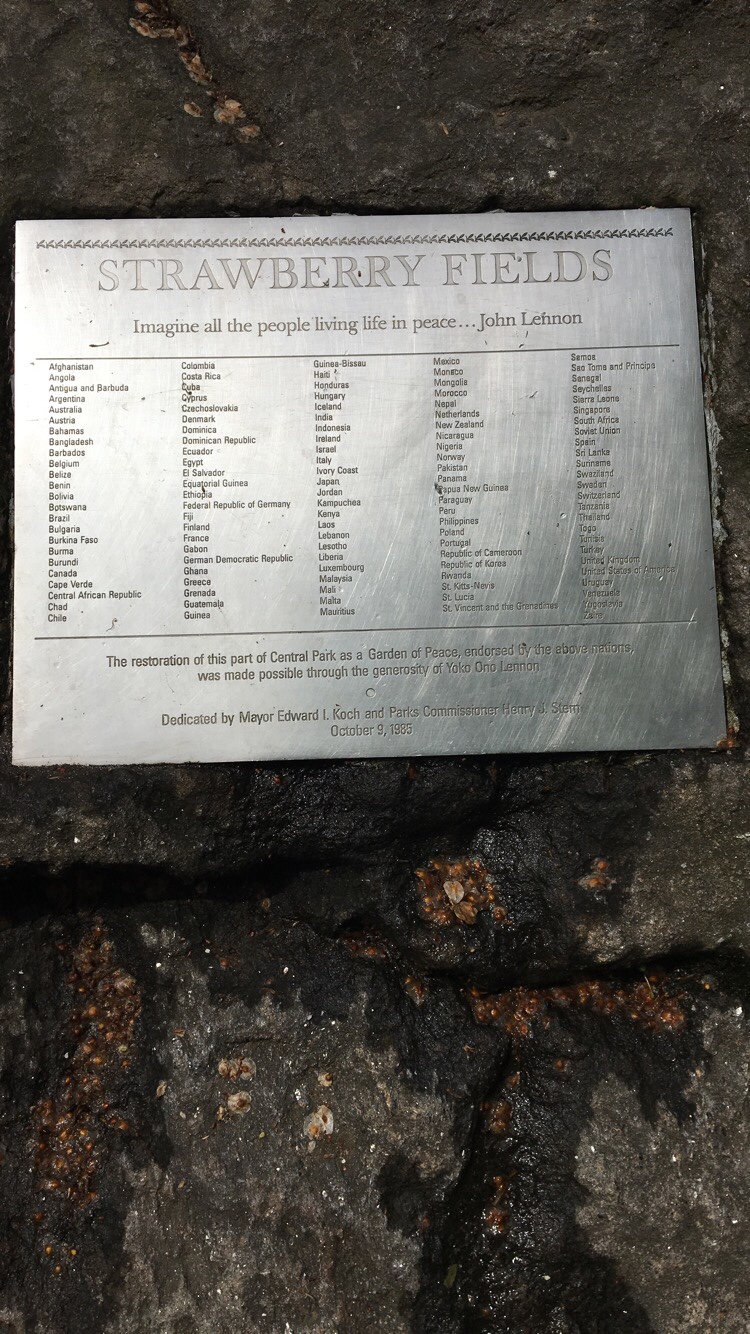 STRAWBERRY FIELDS
Imagine all the people living life in peace...John Lennon
Afghanistan
Angola
Antigua and Barbuda
Argentina
Australia
Austria
Bahamas
Bangladesh
Barbados
Belgium
Belize
Benin
Bolivia
Botswana
Brazil
Bulgaria
Burkina Faso
Burma
Burundi
Canada
Cape Verde
Central African Republic
Chad
Chile
Colombia
Costa Rica
Cuba
Cyprus
Czechoslovakia
Denmark
Dominica
Dominican Republic
Ecuador
Egypt
El Salvador
Equatorial Guinea
Ethiopia
Federal Republic of Germany
Fiji
Finland
France
Gabon
German Democratic Republic
Ghana
Greece
Grenada
Guatemala
Guinea
Guinea-Bissau
Haiti
Honduras
Hungary
Iceland
India
Indonesia
Ireland
Israel
Italy
Ivory Coast
Japan
Jordan
Kampuchea
Kenya
Laos
Lebanon
Lesotho
Liberia
Luxembourg
Malaysia
Mali
Malta
Mauritius
Mexico
Monaco
Mongolia
Morocco
Nepal
Netherlands
New Zealand
Nicaragua
Nigeria
Norway
Pakistan
Panama
Papua New Guinea
Paraguay
Peru
Philippines
Poland
Portugal
Republic of Cameroon
Republic of Korea
Rwanda
St. Kitts-Nevis
St. Lucia
St. Vincent and the Grenadines
Samoa
Sao Tome and Principe
Senegal
Seychelles
Sierra Leone
Singapore
South Africa
Soviet Union
Spain
Sri Lanka
Suriname
Swaziland
Sweden
Switzerland
Tanzania
Thailand
Togo
Tunisia
Turkey
United Kingdom
United States of America
Uruguay
Venezuela
Yugoslavia
Zaire
The restoration of this part of Central Park as a Garden of Peace, endorsed by the above nations,
was made possible through the generosity of Yoko Ono Lennon
Dedicated by Mayor Edward I. Koch and Parks Commissioner Henry J. Stern
October 9, 1985